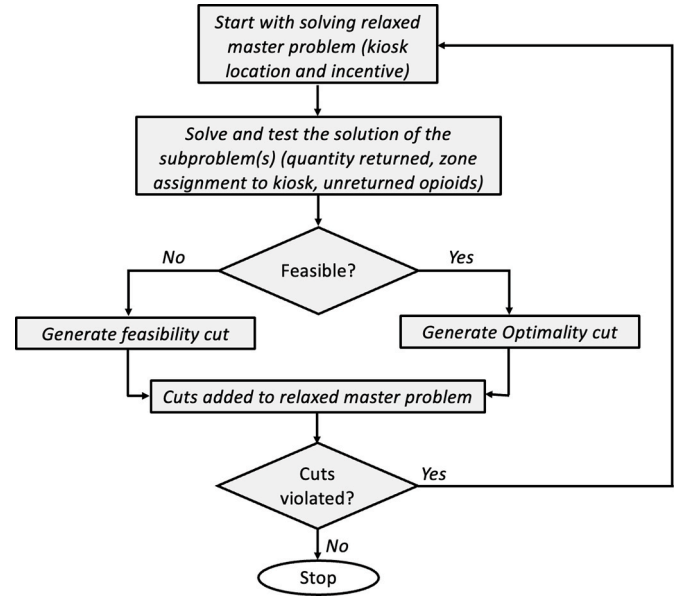 Start with solving relaxed
master problem (kiosk
location and incentive)
Solve and test the solution of the
subproblem(s) (quantity returned, zone
assignment to kiosk, unreturned opioids)
No
Feasible?
Yes
Generate feasibility cut
Generate Optimality cut
Cuts added to relaxed master problem
Cuts
violated?
Yes
No
Stop